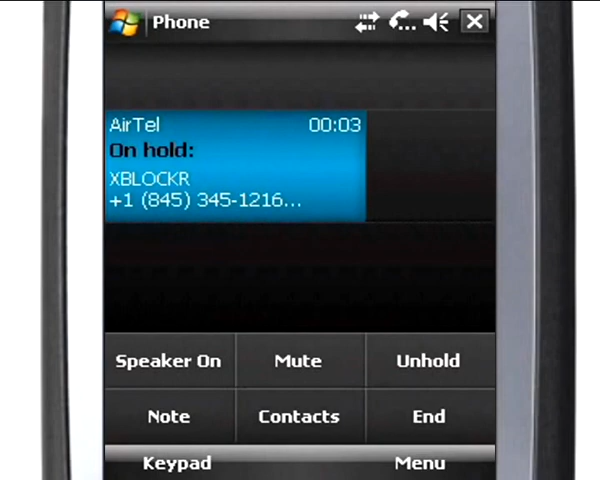 Phone
AirTel 00:03
On hold:
XBLOCKR
+1 (845) 345-1216...
Speaker On Mute Unhold
Note Contacts End
Keypad Menu